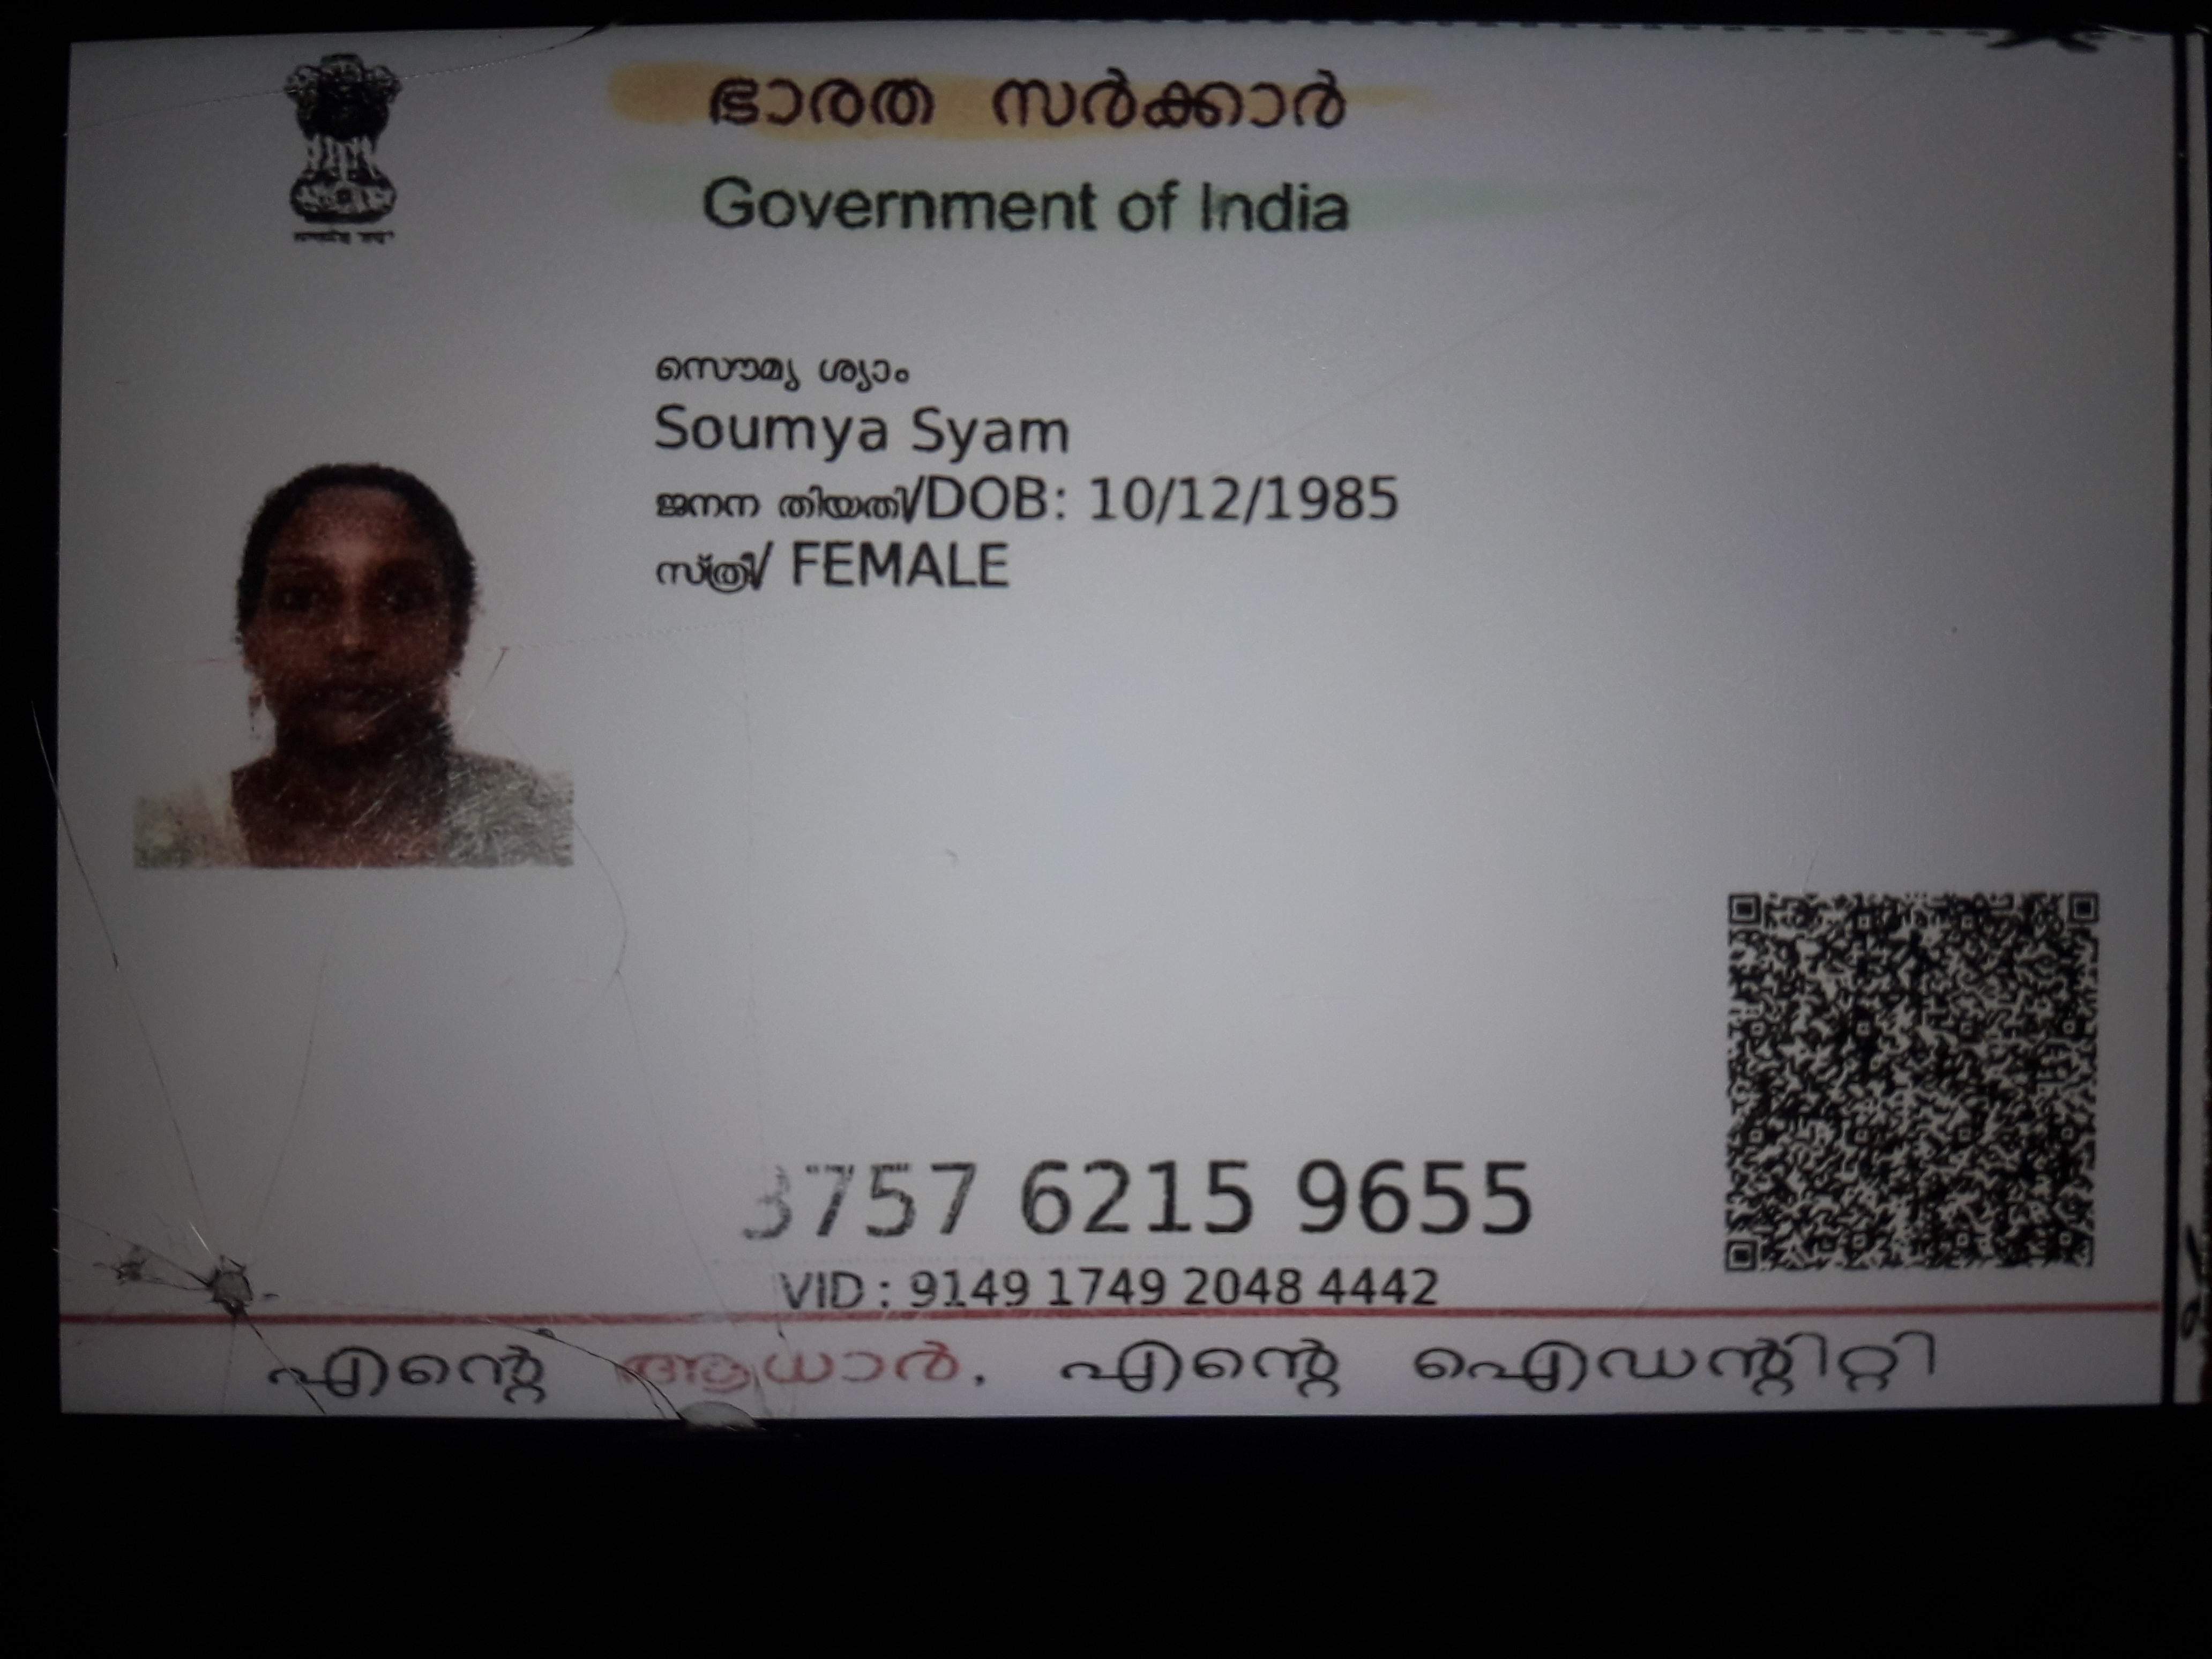 ഭാരത സർക്കാർ
Government of India
സൌമ്യ ശ്യാം
Soumya Syam
ജനന തിയതി/DOB: 10/12/1985
സ്ത്രീ/ FEMALE
3757 6215 9655
VID : 9149 1749 2048 4442
എന്റെ ആധാർ, എന്റെ ഐഡന്റിറ്റി